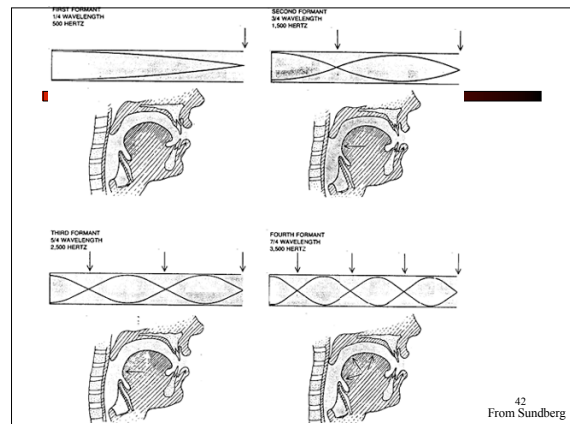 FIRST FORMANT
1/4 WAVELENGTH
500 HERTZ
SECOND FORMANT
3/4 WAVELENGTH
1,500 HERTZ
THIRD FORMANT
5/4 WAVELENGTH
2,500 HERTZ
FOURTH FORMANT
7/4 WAVELENGTH
3,500 HERTZ
42
From Sundberg